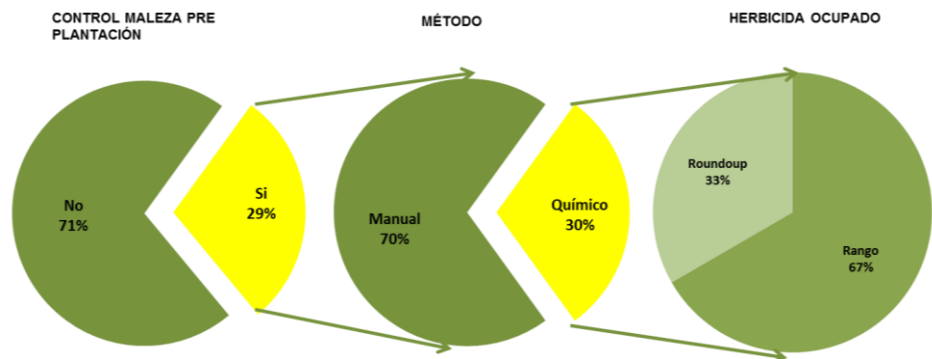 CONTROL MALEZA PRE
PLANTACIÓN
MÉTODO
HERBICIDA OCUPADO
No
71%
Si
29%
Manual
70%
Químico
30%
Roundoup
33%
Rango
67%